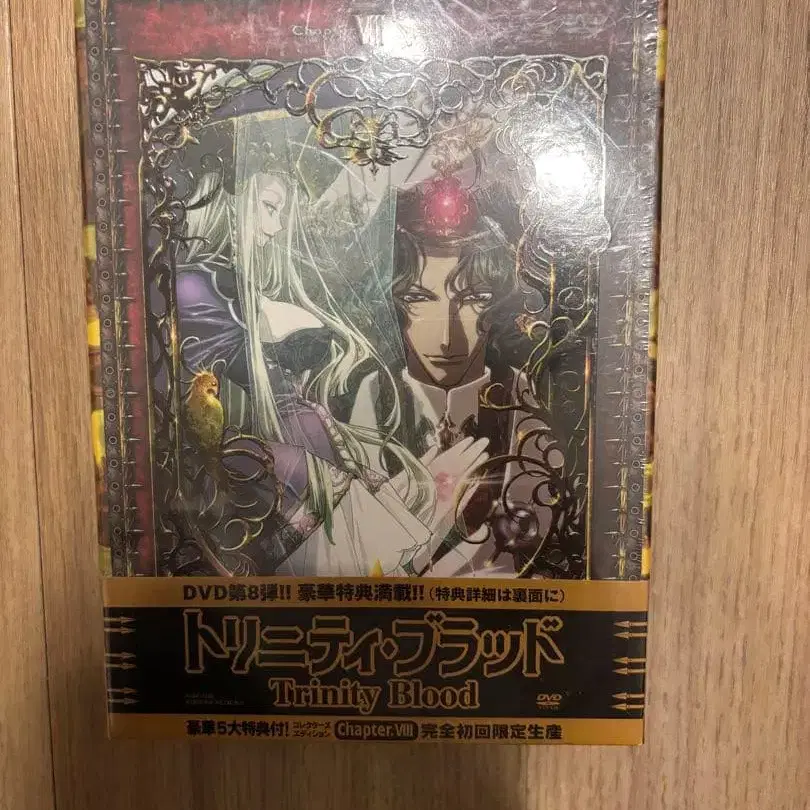 Chapter VIII
DVD第8弾!! 豪華特典満載!! (特典詳細は裏面に)
トリニティ・ブラッド
Trinity Blood
DVD
豪華5大特典付! コレクターズエディション Chapter.VIII 完全初回限定生産